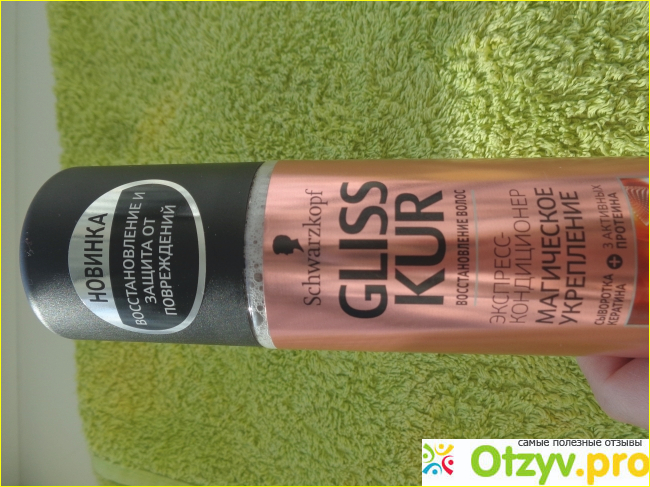 НОВИНКА
ВОССТАНОВЛЕНИЕ И
ЗАЩИТА ОТ
ПОВРЕЖДЕНИЙ
Schwarzkopf
GLISS
KUR
ВОССТАНОВЛЕНИЕ ВОЛОС
ЭКСПРЕСС-
КОНДИЦИОНЕР
МАГИЧЕСКОЕ
УКРЕПЛЕНИЕ
СЫВОРОТКА + 3 АКТИВНЫХ
КЕРАТИНА ПРОТЕИНА
самые полезные отзывы
Otzyv.pro